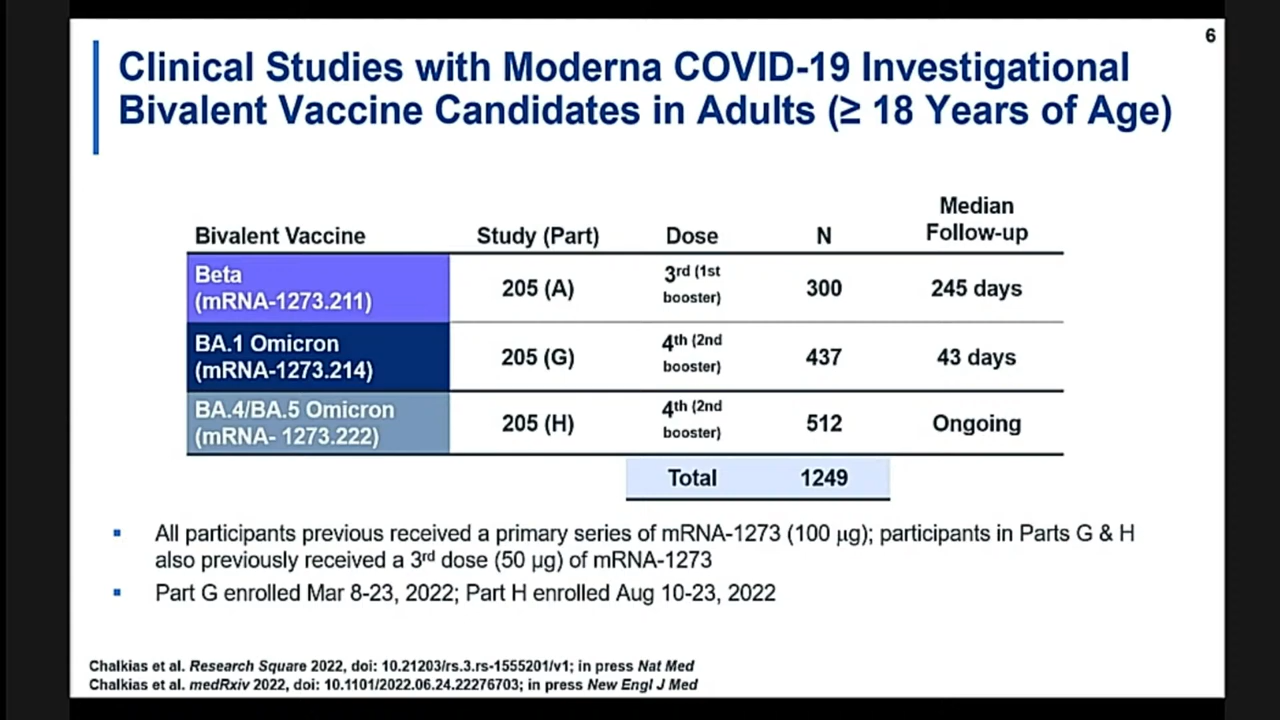 6
Clinical Studies with Moderna COVID-19 Investigational
Bivalent Vaccine Candidates in Adults (≥ 18 Years of Age)
Bivalent Vaccine Study (Part) Dose N Median Follow-up
Beta (mRNA-1273.211) 205 (A) 3rd (1st booster) 300 245 days
BA.1 Omicron (mRNA-1273.214) 205 (G) 4th (2nd booster) 437 43 days
BA.4/BA.5 Omicron (mRNA- 1273.222) 205 (H) 4th (2nd booster) 512 Ongoing
Total 1249
▪ All participants previous received a primary series of mRNA-1273 (100 µg); participants in Parts G & H
also previously received a 3rd dose (50 µg) of mRNA-1273
▪ Part G enrolled Mar 8-23, 2022; Part H enrolled Aug 10-23, 2022
Chalkias et al. Research Square 2022, doi: 10.21203/rs.3.rs-1555201/v1; in press Nat Med
Chalkias et al. medRxiv 2022, doi: 10.1101/2022.06.24.22276703; in press New Engl J Med